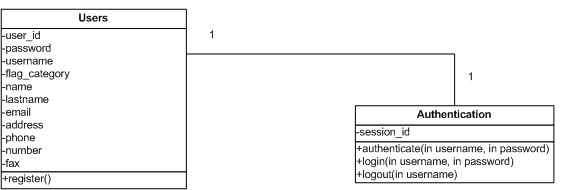 Users
-user_id
-password
-username
-flag_category
-name
-lastname
-email
-address
-phone
-number
-fax
+register()
1
1
Authentication
-session_id
+authenticate(in username, in password)
+login(in username, in password)
+logout(in username)